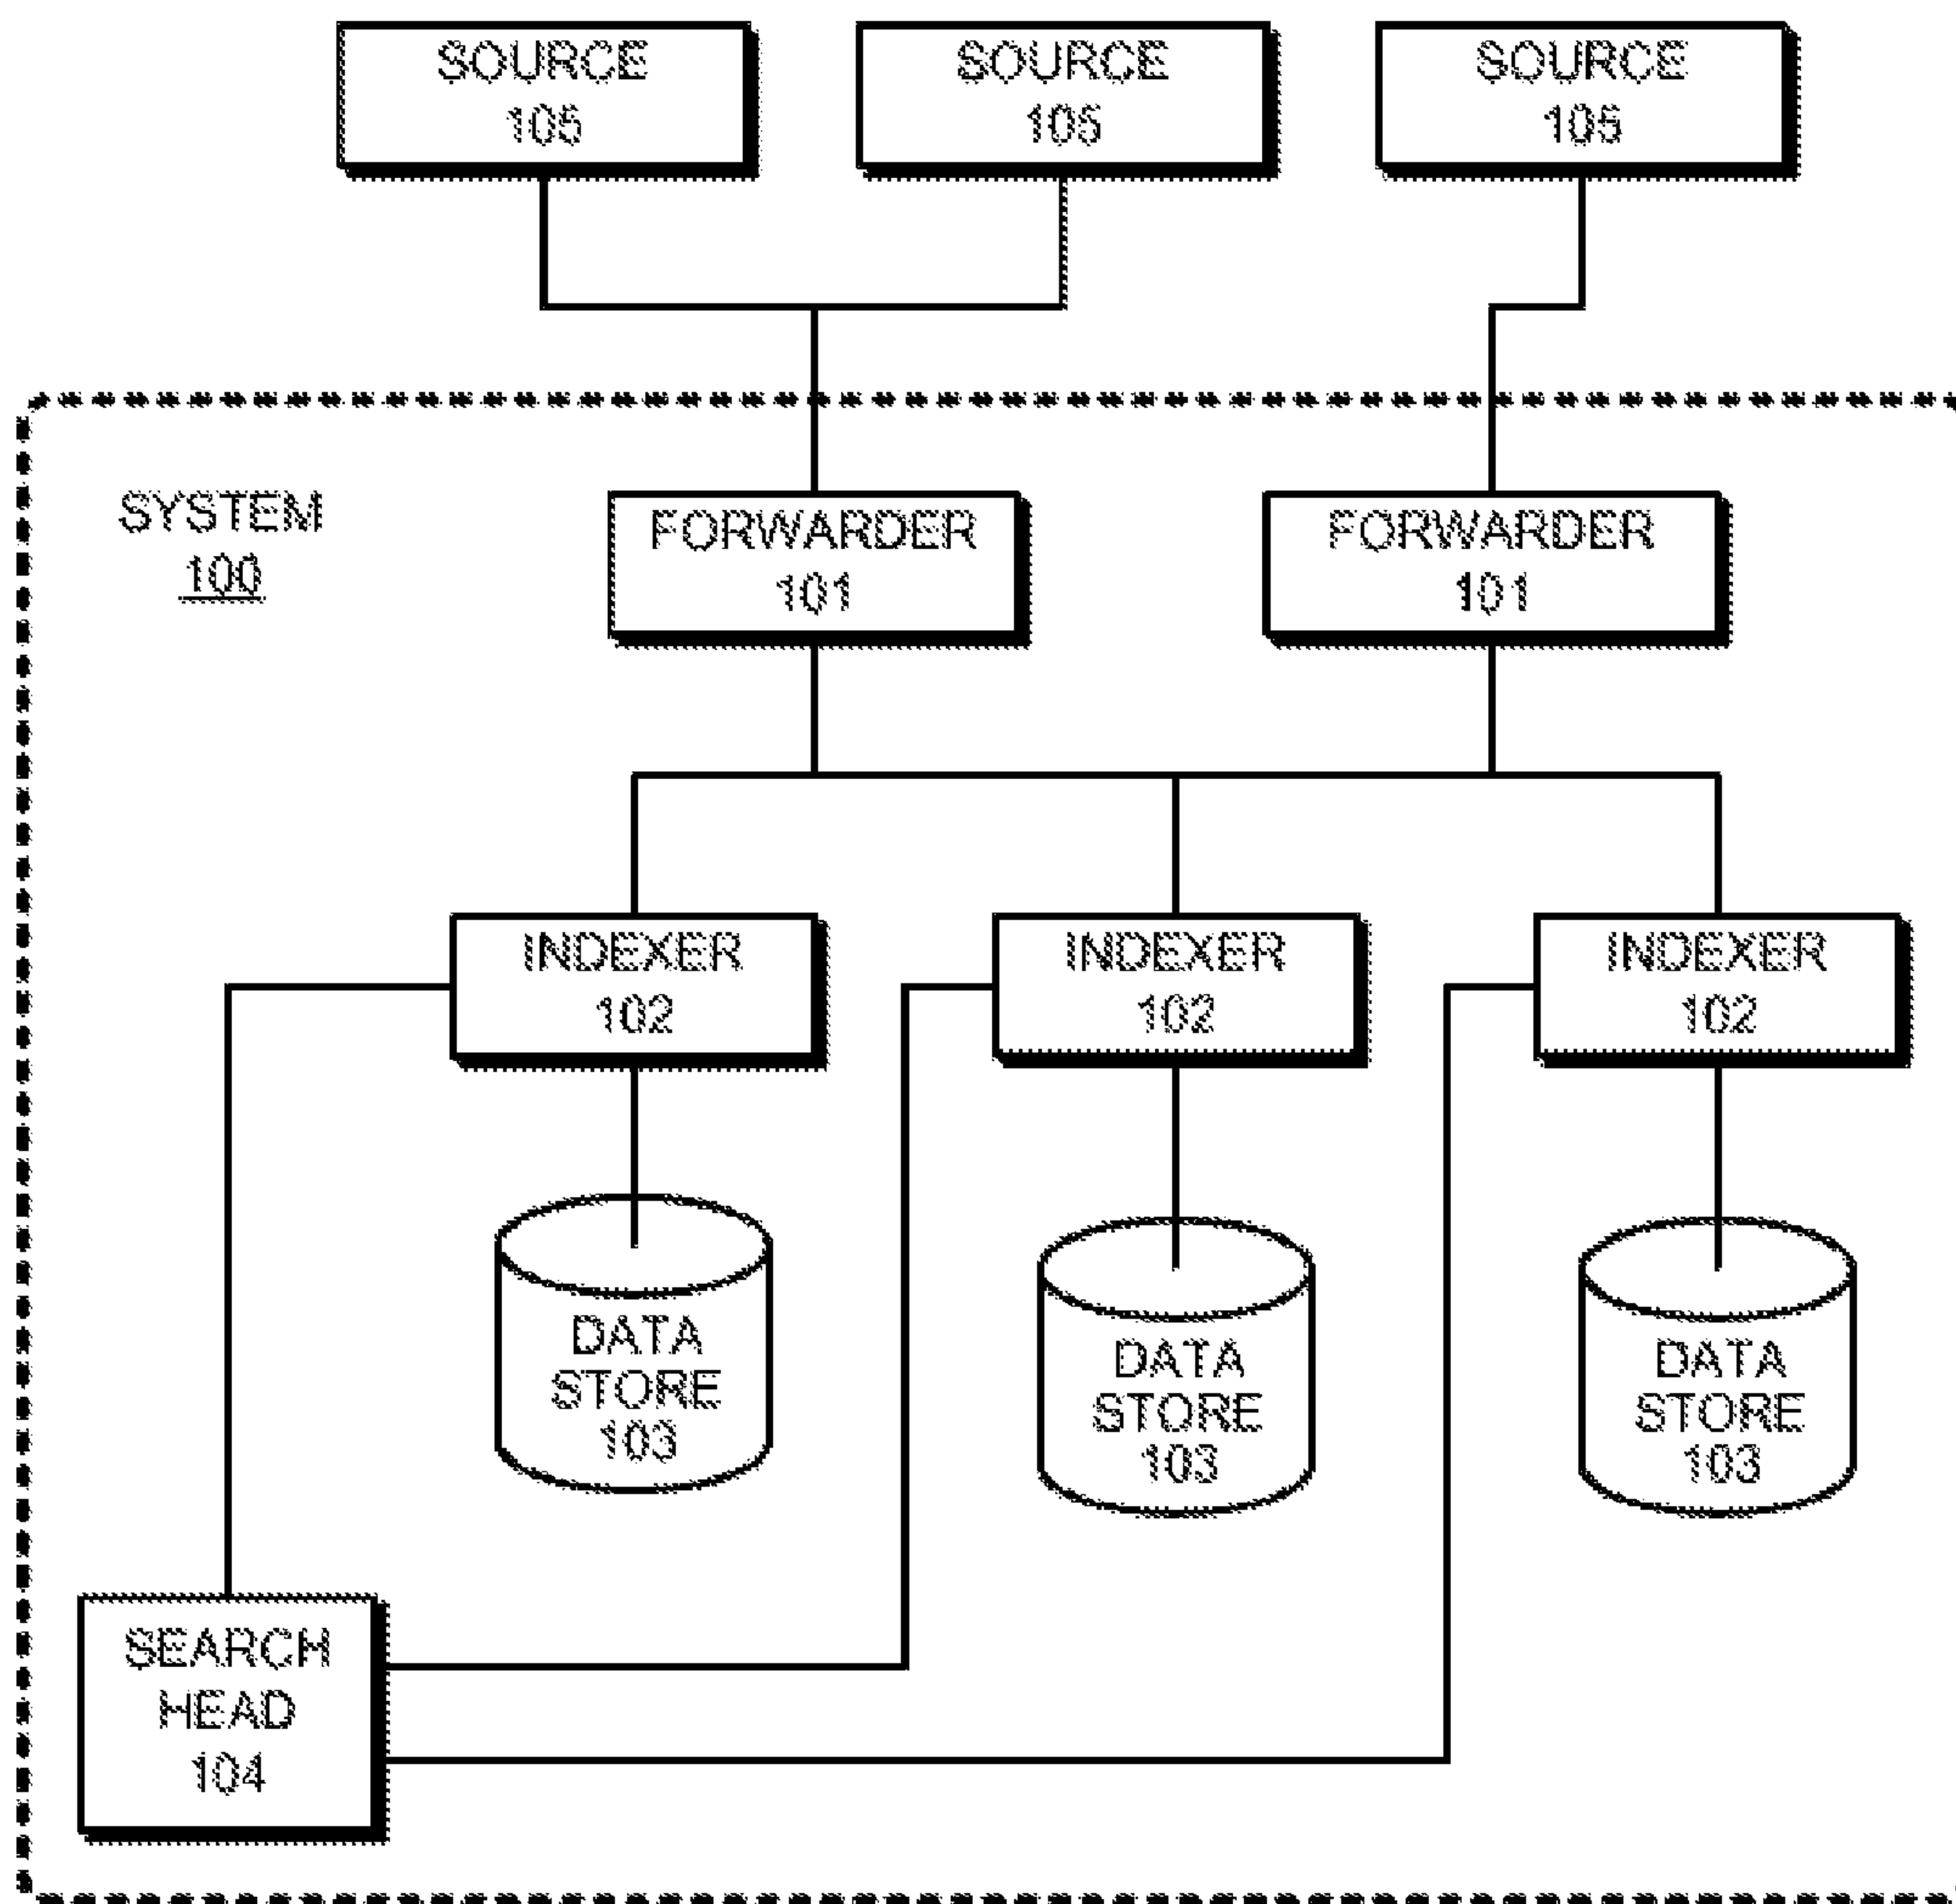 SOURCE
105
SOURCE
105
SOURCE
105
SYSTEM
100
FORWARDER
101
FORWARDER
101
INDEXER
102
INDEXER
102
INDEXER
102
DATA
STORE
103
DATA
STORE
103
DATA
STORE
103
SEARCH
HEAD
104